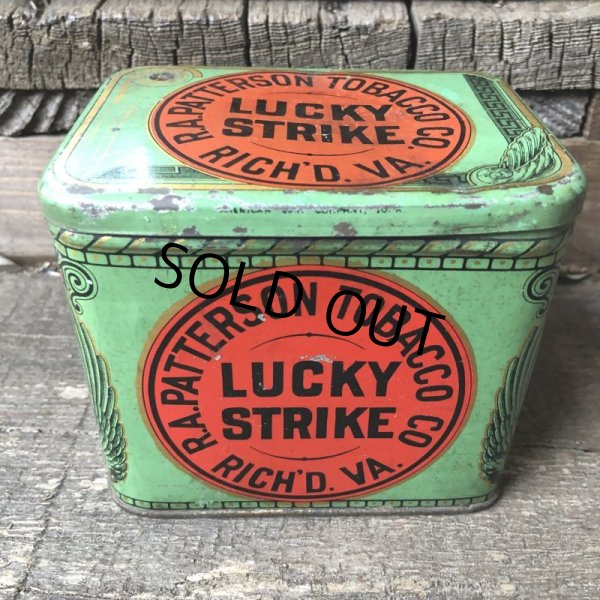 R.A. PATTERSON TOBACCO CO.
LUCKY
STRIKE
RICH'D. VA.
SOLD OUT
R.A. PATTERSON TOBACCO CO
LUCKY
STRIKE
RICH'D. VA.